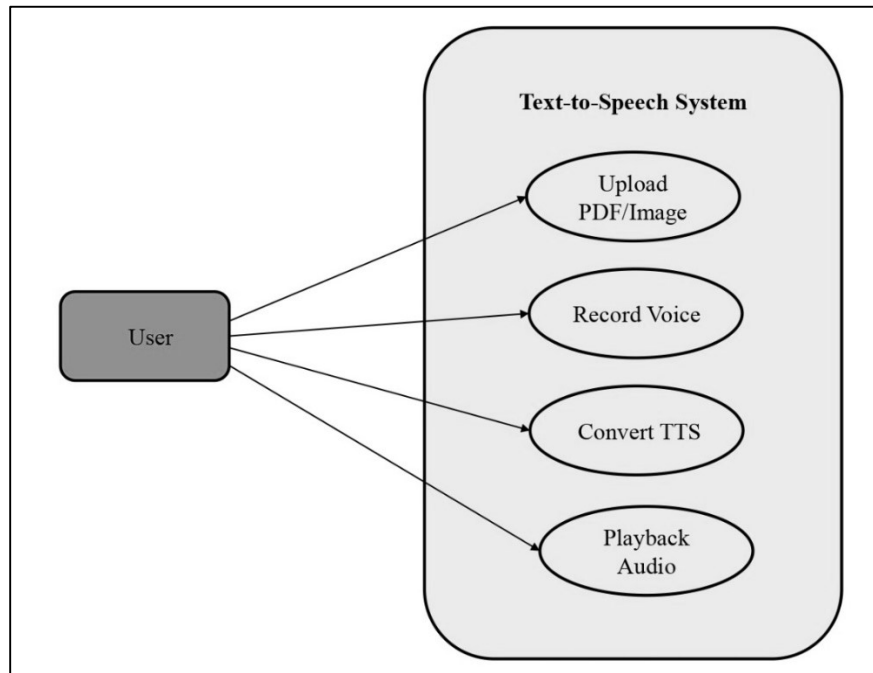 Text-to-Speech System
Upload
PDF/Image
User
Record Voice
Convert TTS
Playback
Audio